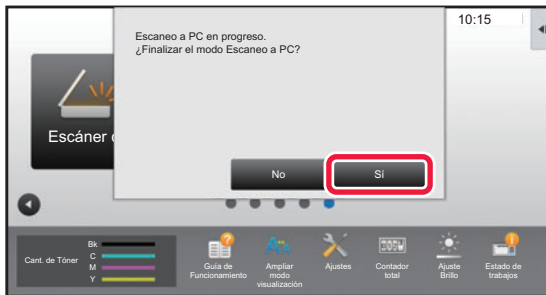 10:15
Escaneo a PC en progreso.
¿Finalizar el modo Escaneo a PC?
Escáner
No
Sí
Cant. de Tóner
Bk
C
M
Y
Guía de
Funcionamiento
Ampliar
modo
visualización
Ajustes
Contador
total
Ajuste
Brillo
Estado de
trabajos